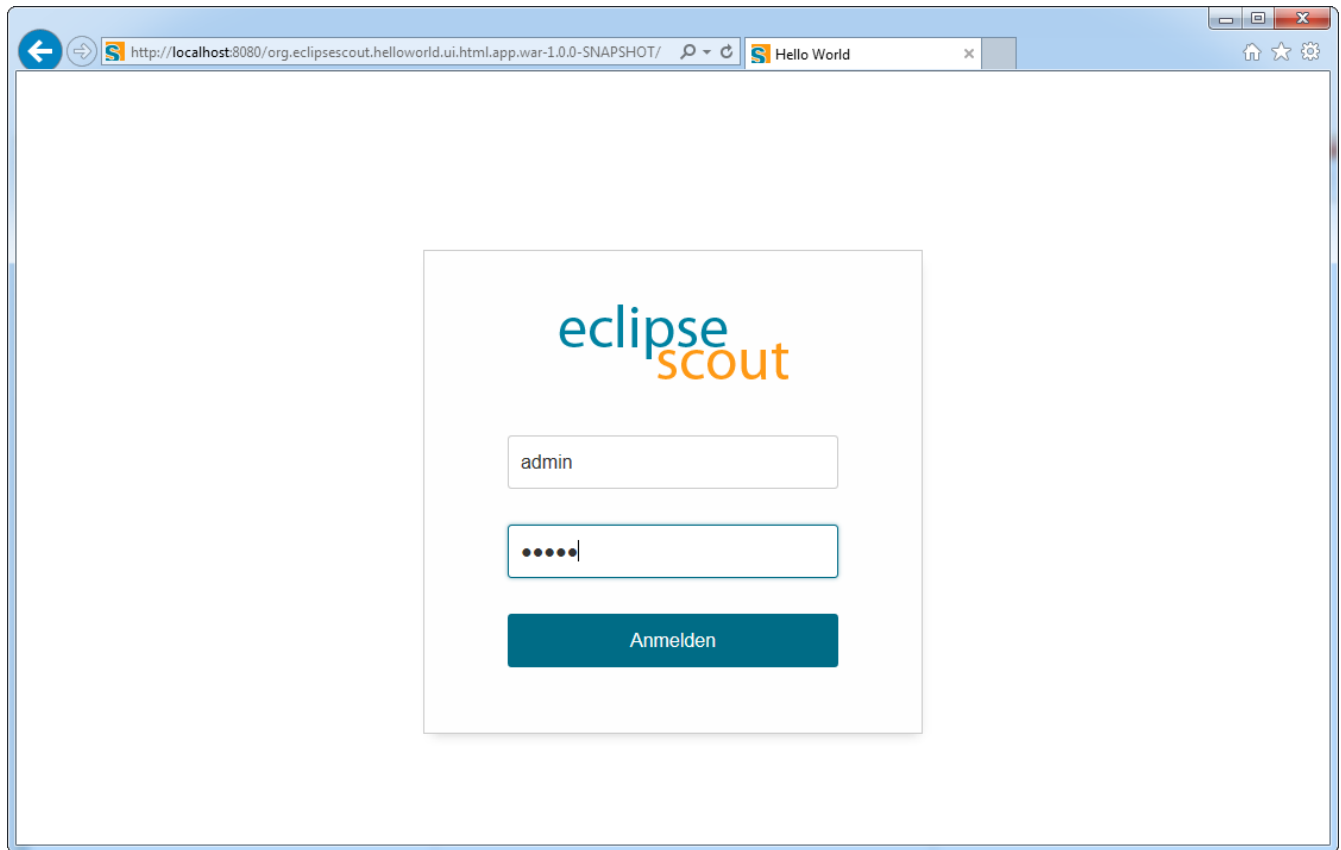 http://localhost:8080/org.eclipsescout.helloworld.ui.html.app.war-1.0.0-SNAPSHOT/
S Hello World
eclipse
scout
admin
•••••
Anmelden